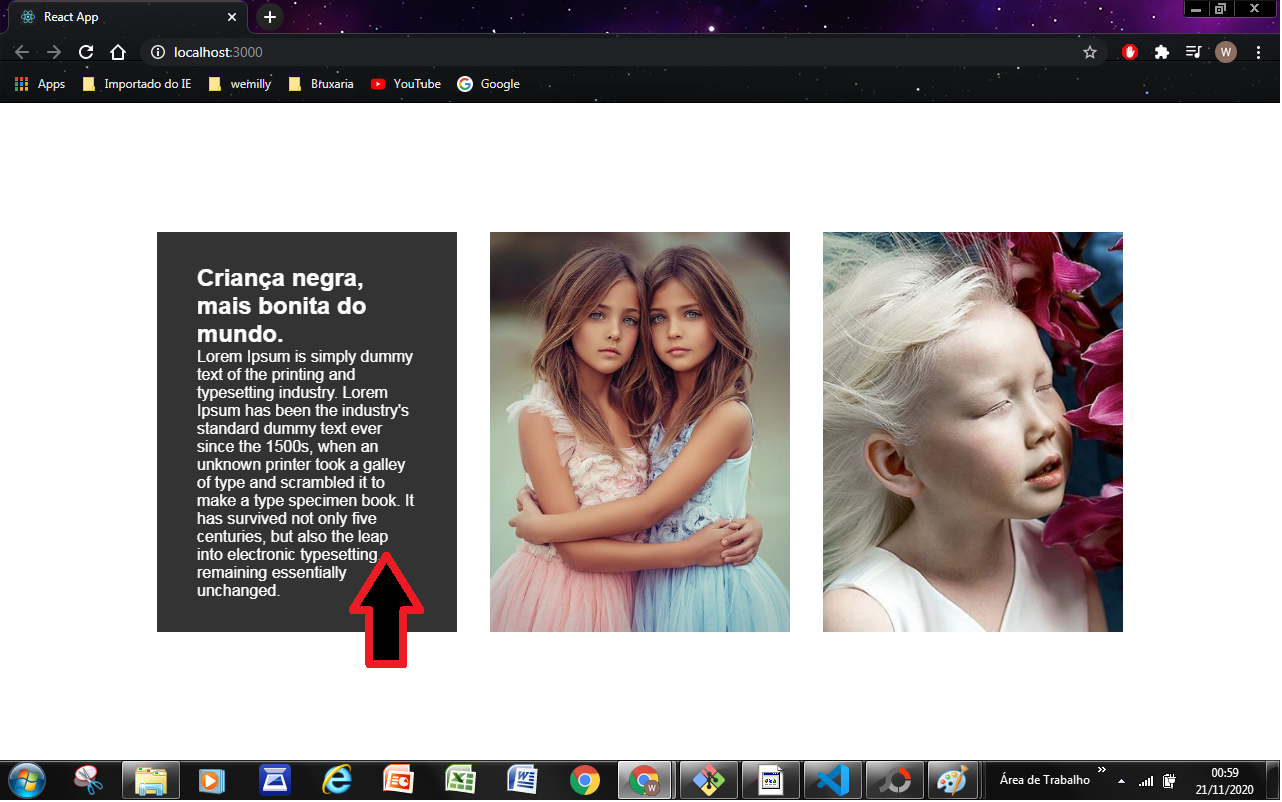 React App
localhost:3000
W
Apps
Importado do IE
wemilly
Bruxaria
YouTube
Google
Criança negra,
mais bonita do
mundo.
Lorem Ipsum is simply dummy
text of the printing and
typesetting industry. Lorem
Ipsum has been the industry's
standard dummy text ever
since the 1500s, when an
unknown printer took a galley
of type and scrambled it to
make a type specimen book. It
has survived not only five
centuries, but also the leap
into electronic typesetting,
remaining essentially
unchanged.
W
Área de Trabalho
00:59
21/11/2020